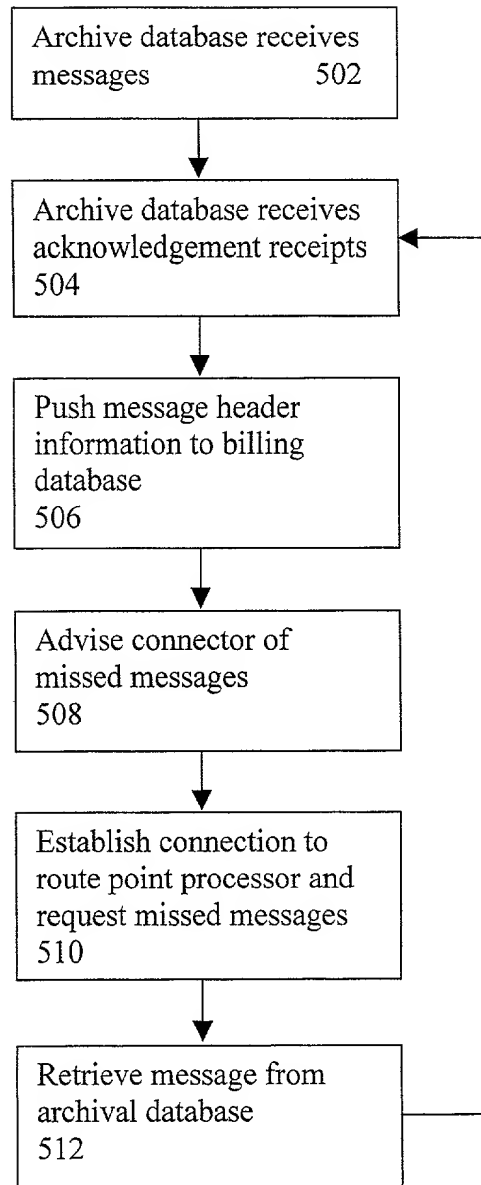 Archive database receives
messages 502
Archive database receives
acknowledgement receipts
504
Push message header
information to billing
database
506
Advise connector of
missed messages
508
Establish connection to
route point processor and
request missed messages
510
Retrieve message from
archival database
512